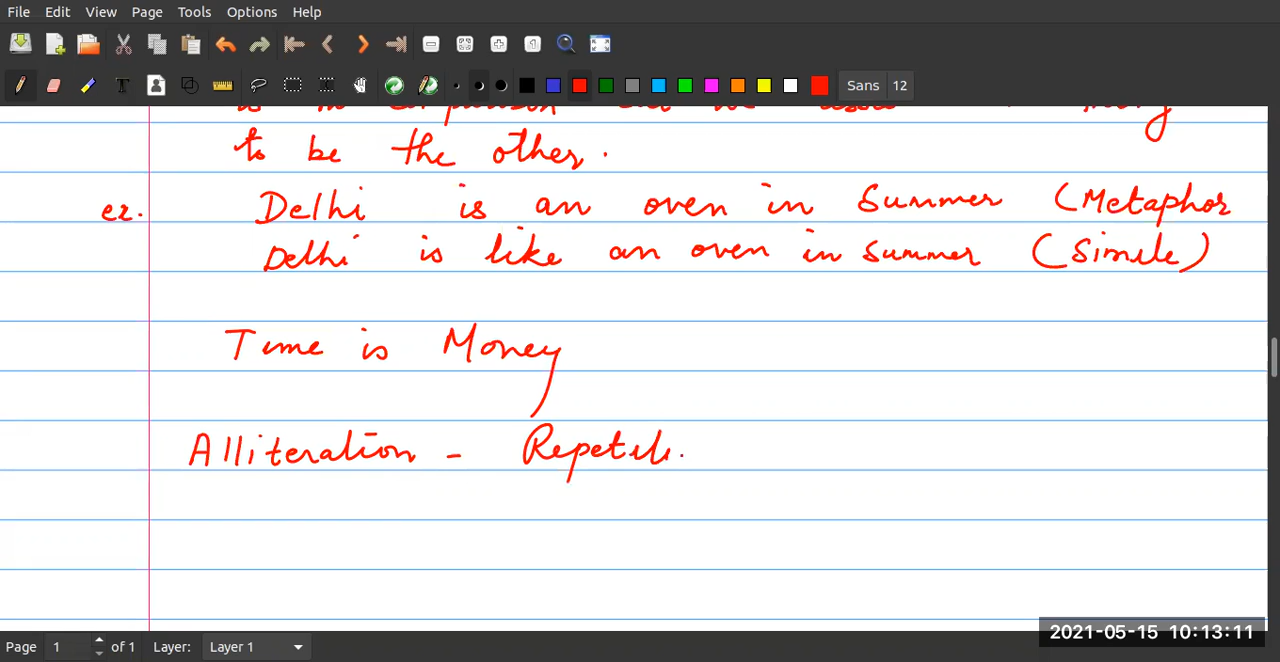 File Edit View Page Tools Options Help
Sans 12
to be the other.
ex. Delhi is an oven in Summer (Metaphor
Delhi is like an oven in summer (Simile)
Time is Money
Alliteration - Repetiti.
2021-05-15 10:13:11
Page 1 of 1 Layer: Layer 1